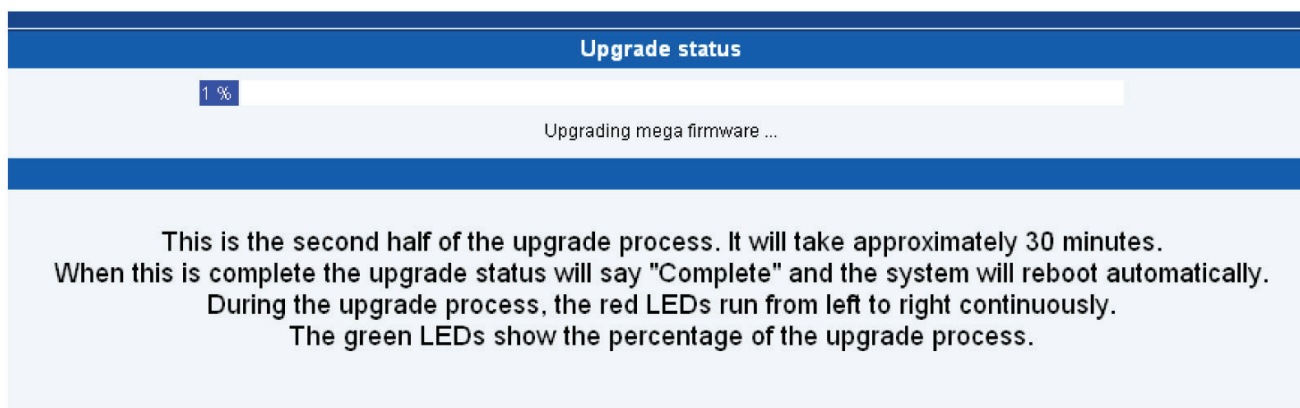 Upgrade status
1 %
Upgrading mega firmware ...
This is the second half of the upgrade process. It will take approximately 30 minutes.
When this is complete the upgrade status will say "Complete" and the system will reboot automatically.
During the upgrade process, the red LEDs run from left to right continuously.
The green LEDs show the percentage of the upgrade process.